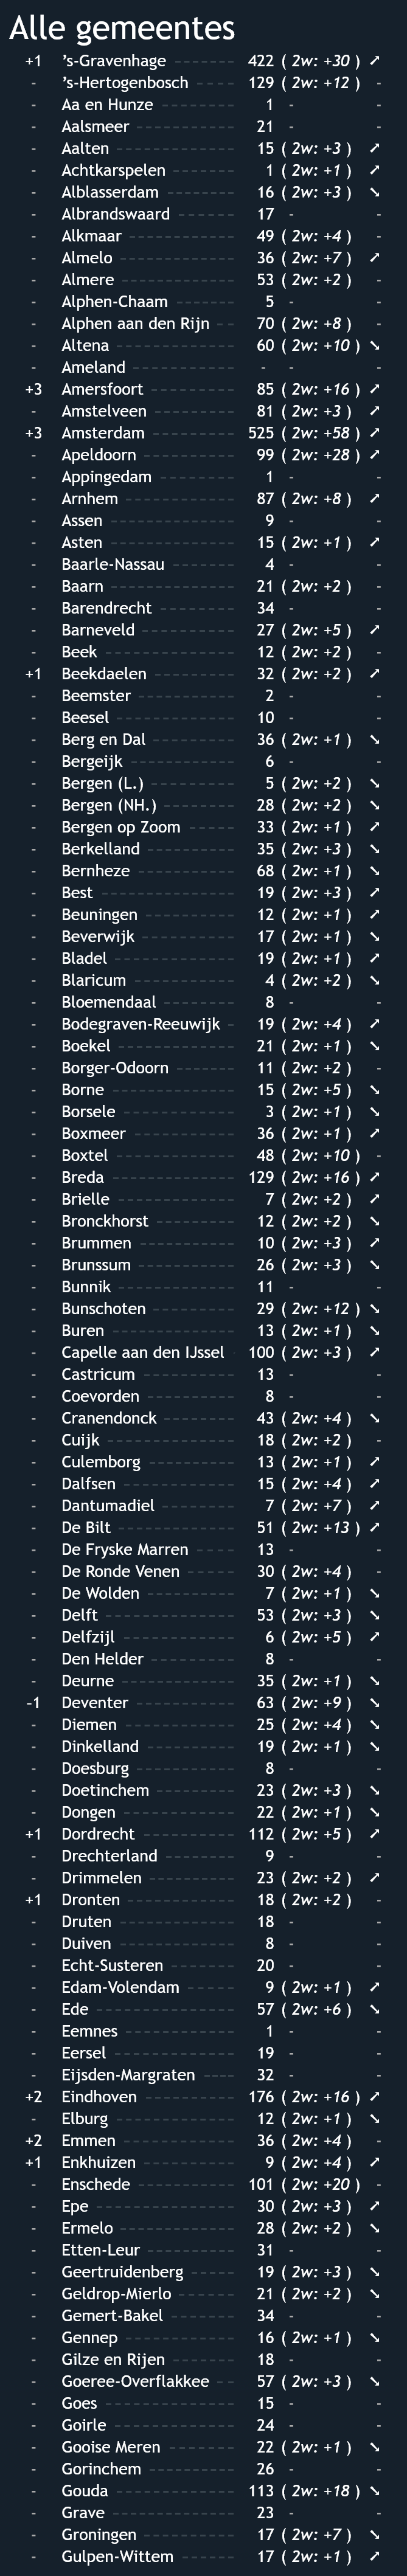 Alle gemeentes
+1 ’s-Gravenhage 422 ( 2w: +30 ) ➚
- ’s-Hertogenbosch 129 ( 2w: +12 ) -
- Aa en Hunze 1 - -
- Aalsmeer 21 - -
- Aalten 15 ( 2w: +3 ) ➚
- Achtkarspelen 1 ( 2w: +1 ) ➚
- Alblasserdam 16 ( 2w: +3 ) ➘
- Albrandswaard 17 - -
- Alkmaar 49 ( 2w: +4 ) -
- Almelo 36 ( 2w: +7 ) ➚
- Almere 53 ( 2w: +2 ) -
- Alphen-Chaam 5 - -
- Alphen aan den Rijn 70 ( 2w: +8 ) -
- Altena 60 ( 2w: +10 ) ➘
- Ameland - - -
+3 Amersfoort 85 ( 2w: +16 ) ➚
- Amstelveen 81 ( 2w: +3 ) ➚
+3 Amsterdam 525 ( 2w: +58 ) ➚
- Apeldoorn 99 ( 2w: +28 ) ➚
- Appingedam 1 - -
- Arnhem 87 ( 2w: +8 ) ➚
- Assen 9 - -
- Asten 15 ( 2w: +1 ) ➚
- Baarle-Nassau 4 - -
- Baarn 21 ( 2w: +2 ) -
- Barendrecht 34 - -
- Barneveld 27 ( 2w: +5 ) ➚
- Beek 12 ( 2w: +2 ) -
+1 Beekdaelen 32 ( 2w: +2 ) ➚
- Beemster 2 - -
- Beesel 10 - -
- Berg en Dal 36 ( 2w: +1 ) ➘
- Bergeijk 6 - -
- Bergen (L.) 5 ( 2w: +2 ) ➘
- Bergen (NH.) 28 ( 2w: +2 ) ➘
- Bergen op Zoom 33 ( 2w: +1 ) ➚
- Berkelland 35 ( 2w: +3 ) ➘
- Bernheze 68 ( 2w: +1 ) ➘
- Best 19 ( 2w: +3 ) ➚
- Beuningen 12 ( 2w: +1 ) ➚
- Beverwijk 17 ( 2w: +1 ) ➘
- Bladel 19 ( 2w: +1 ) ➚
- Blaricum 4 ( 2w: +2 ) ➘
- Bloemendaal 8 - -
- Bodegraven-Reeuwijk 19 ( 2w: +4 ) ➚
- Boekel 21 ( 2w: +1 ) ➘
- Borger-Odoorn 11 ( 2w: +2 ) -
- Borne 15 ( 2w: +5 ) ➘
- Borsele 3 ( 2w: +1 ) ➘
- Boxmeer 36 ( 2w: +1 ) ➚
- Boxtel 48 ( 2w: +10 ) -
- Breda 129 ( 2w: +16 ) ➚
- Brielle 7 ( 2w: +2 ) ➚
- Bronckhorst 12 ( 2w: +2 ) ➘
- Brummen 10 ( 2w: +3 ) ➚
- Brunssum 26 ( 2w: +3 ) ➘
- Bunnik 11 - -
- Bunschoten 29 ( 2w: +12 ) ➘
- Buren 13 ( 2w: +1 ) ➘
- Capelle aan den IJssel 100 ( 2w: +3 ) ➚
- Castricum 13 - -
- Coevorden 8 - -
- Cranendonck 43 ( 2w: +4 ) ➘
- Cuijk 18 ( 2w: +2 ) -
- Culemborg 13 ( 2w: +1 ) ➚
- Dalfsen 15 ( 2w: +4 ) ➚
- Dantumadiel 7 ( 2w: +7 ) ➚
- De Bilt 51 ( 2w: +13 ) ➚
- De Fryske Marren 13 - -
- De Ronde Venen 30 ( 2w: +4 ) -
- De Wolden 7 ( 2w: +1 ) ➘
- Delft 53 ( 2w: +3 ) ➘
- Delfzijl 6 ( 2w: +5 ) ➚
- Den Helder 8 - -
- Deurne 35 ( 2w: +1 ) ➘
-1 Deventer 63 ( 2w: +9 ) ➘
- Diemen 25 ( 2w: +4 ) ➘
- Dinkelland 19 ( 2w: +1 ) ➘
- Doesburg 8 - -
- Doetinchem 23 ( 2w: +3 ) ➘
- Dongen 22 ( 2w: +1 ) ➘
+1 Dordrecht 112 ( 2w: +5 ) ➚
- Drechterland 9 - -
- Drimmelen 23 ( 2w: +2 ) ➚
+1 Dronten 18 ( 2w: +2 ) -
- Druten 18 - -
- Duiven 8 - -
- Echt-Susteren 20 - -
- Edam-Volendam 9 ( 2w: +1 ) ➚
- Ede 57 ( 2w: +6 ) ➘
- Eemnes 1 - -
- Eersel 19 - -
- Eijsden-Margraten 32 - -
+2 Eindhoven 176 ( 2w: +16 ) ➚
- Elburg 12 ( 2w: +1 ) ➘
+2 Emmen 36 ( 2w: +4 ) -
+1 Enkhuizen 9 ( 2w: +4 ) ➚
- Enschede 101 ( 2w: +20 ) -
- Epe 30 ( 2w: +3 ) ➚
- Ermelo 28 ( 2w: +2 ) ➘
- Etten-Leur 31 - -
- Geertruidenberg 19 ( 2w: +3 ) ➘
- Geldrop-Mierlo 21 ( 2w: +2 ) ➘
- Gemert-Bakel 34 - -
- Gennep 16 ( 2w: +1 ) ➘
- Gilze en Rijen 18 - -
- Goeree-Overflakkee 57 ( 2w: +3 ) ➘
- Goes 15 - -
- Goirle 24 - -
- Gooise Meren 22 ( 2w: +1 ) ➘
- Gorinchem 26 - -
- Gouda 113 ( 2w: +18 ) ➘
- Grave 23 - -
- Groningen 17 ( 2w: +7 ) ➘
- Gulpen-Wittem 17 ( 2w: +1 ) ➚